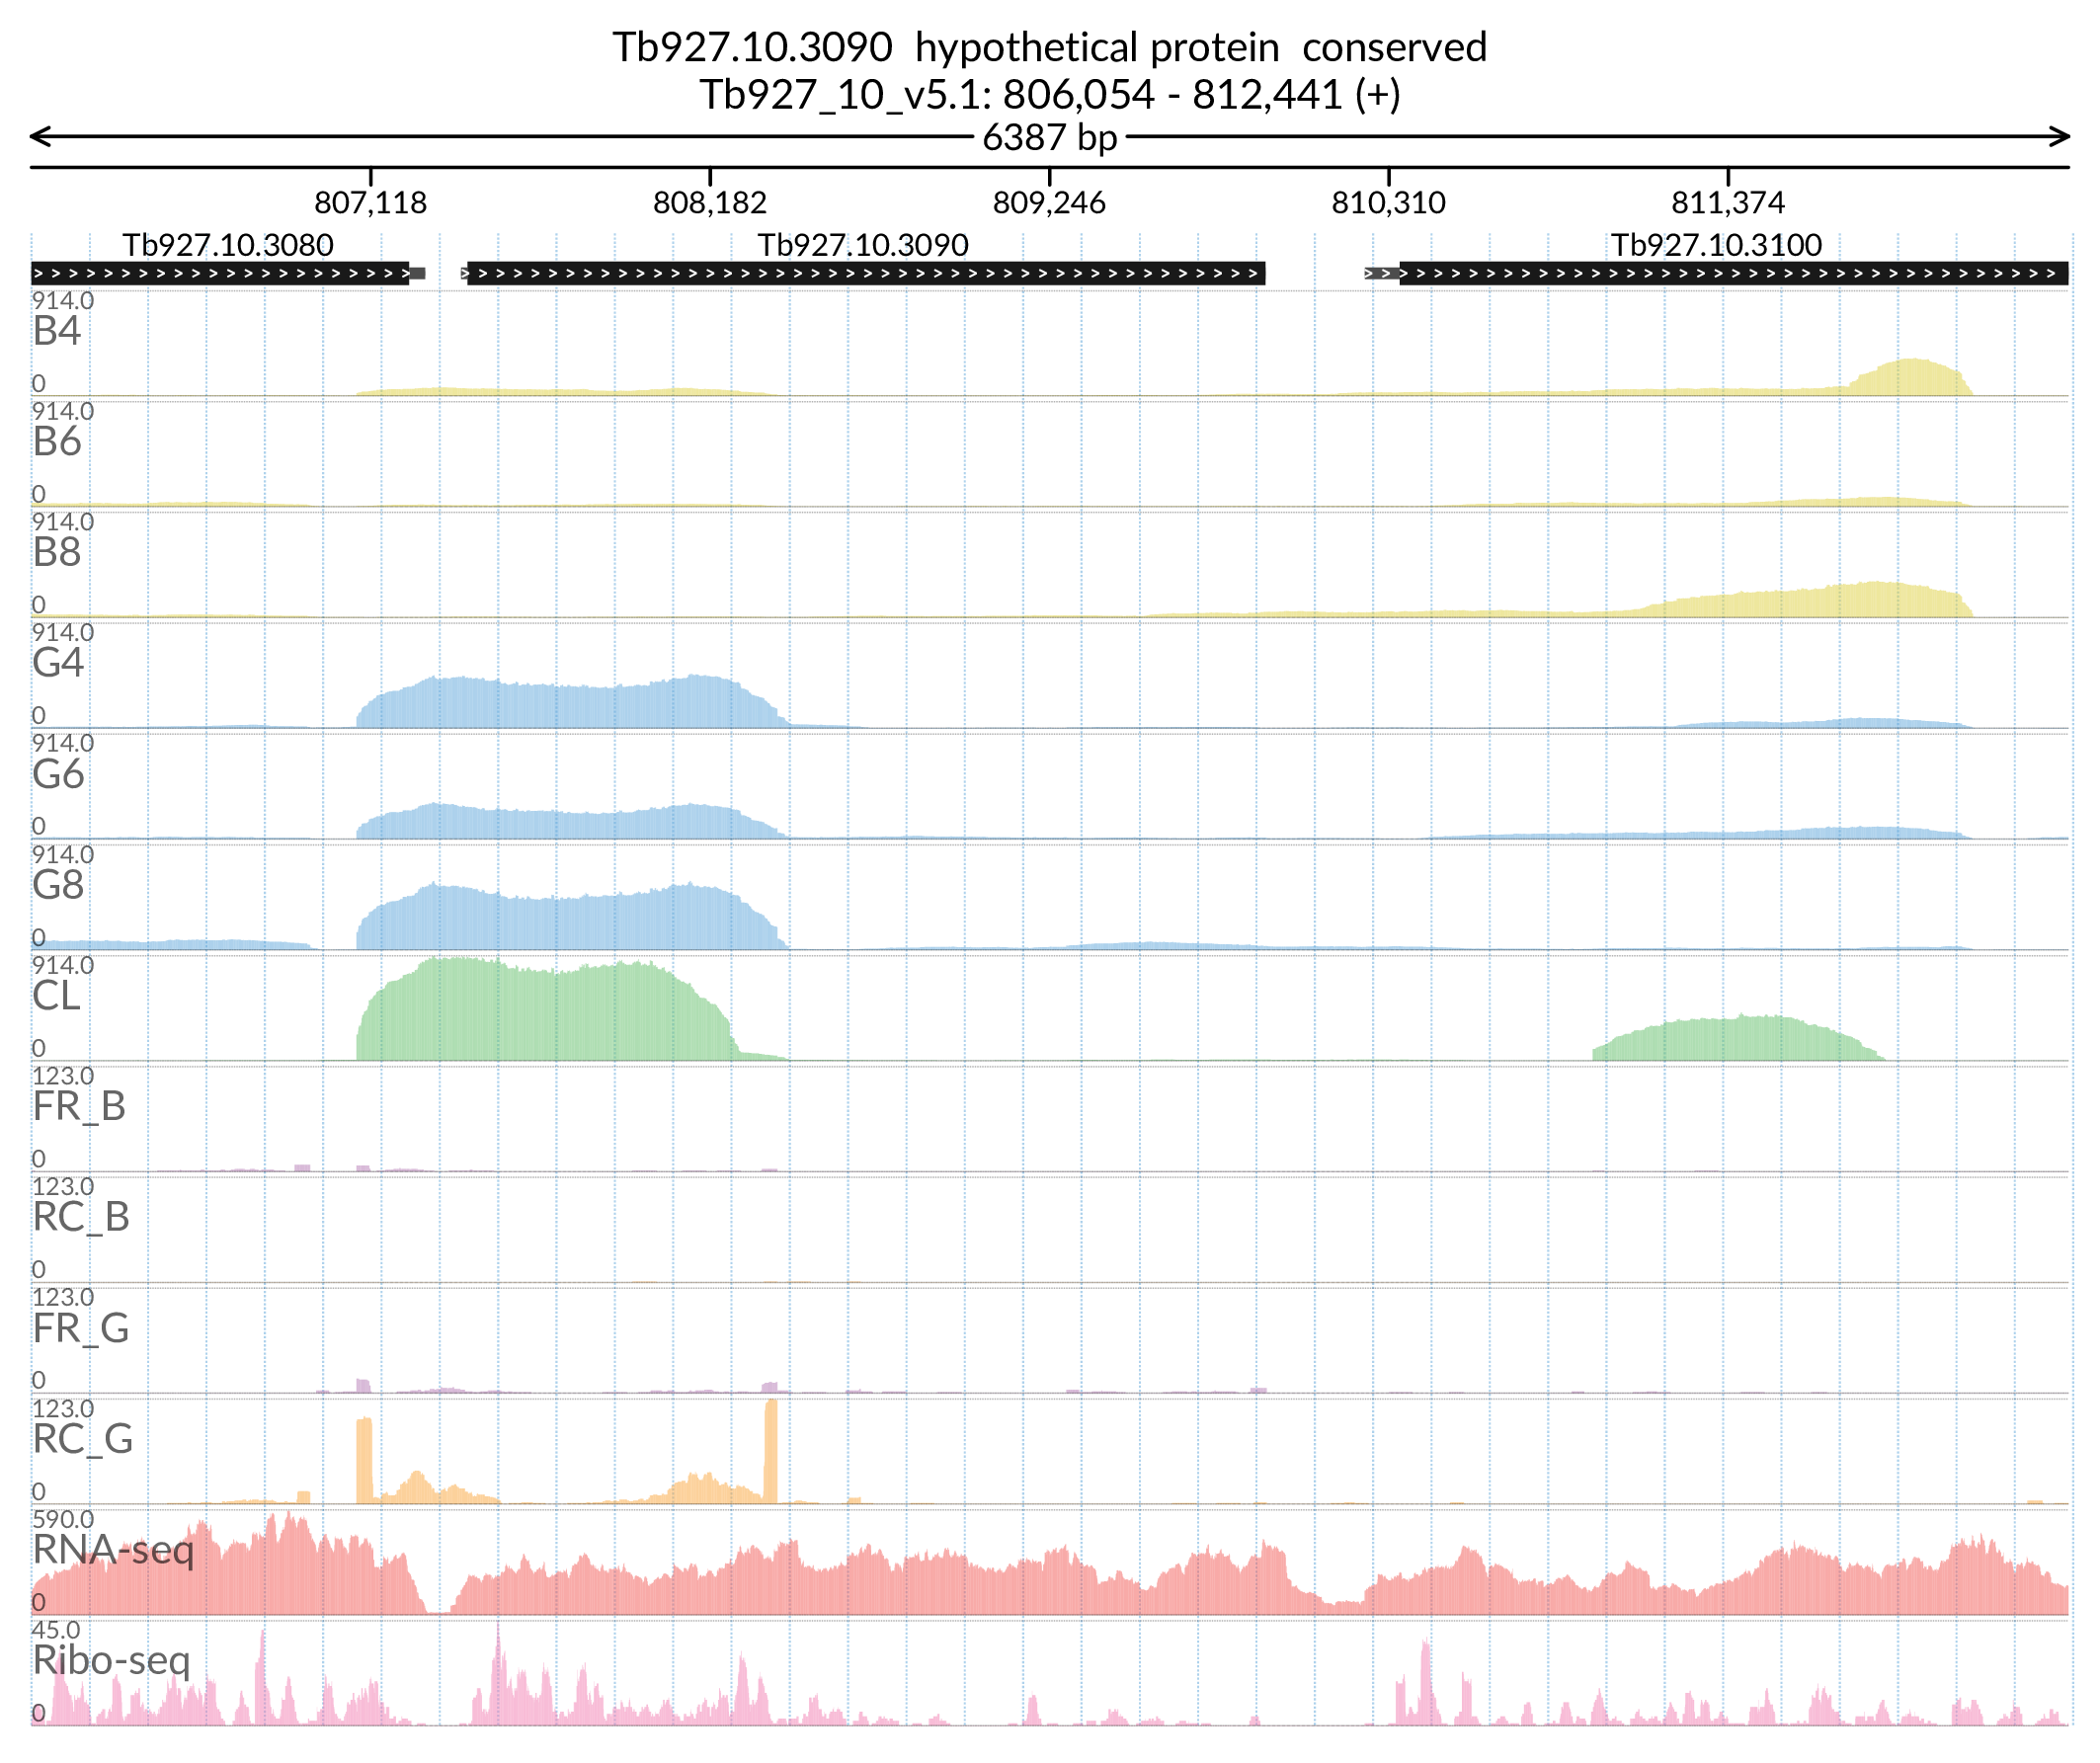 Tb927.10.3090  hypothetical protein  conserved
Tb927_10_v5.1: 806,054 - 812,441 (+)
6387 bp
807,118 808,182 809,246 810,310 811,374
Tb927.10.3080 Tb927.10.3090 Tb927.10.3100
914.0
B4
0
914.0
B6
0
914.0
B8
0
914.0
G4
0
914.0
G6
0
914.0
G8
0
914.0
CL
0
123.0
FR_B
0
123.0
RC_B
0
123.0
FR_G
0
123.0
RC_G
0
590.0
RNA-seq
0
45.0
Ribo-seq
0